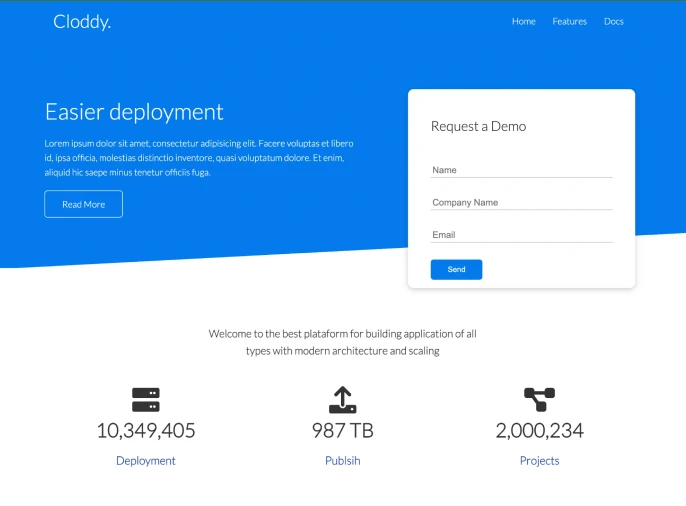 Cloddy.
Home Features Docs
Easier deployment
Lorem ipsum dolor sit amet, consectetur adipisicing elit. Facere voluptas et libero
id, ipsa officia, molestias distinctio inventore, quasi voluptatum dolore. Et enim,
aliquid hic saepe minus tenetur officiis fuga.
Read More
Request a Demo
Name
Company Name
Email
Send
Welcome to the best plataform for building application of all
types with modern architecture and scaling
10,349,405
Deployment
987 TB
Publsih
2,000,234
Projects